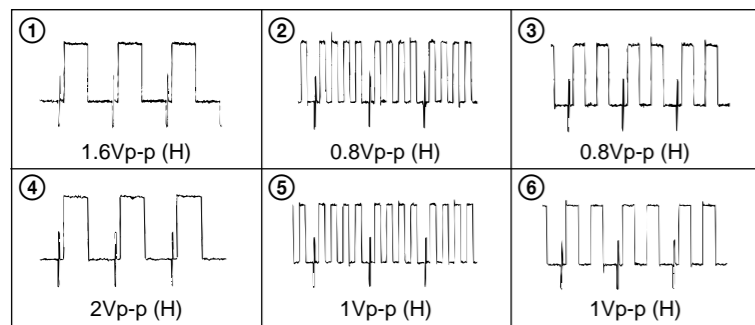 ① ② ③
1.6Vp-p (H) 0.8Vp-p (H) 0.8Vp-p (H)
④ ⑤ ⑥
2Vp-p (H) 1Vp-p (H) 1Vp-p (H)